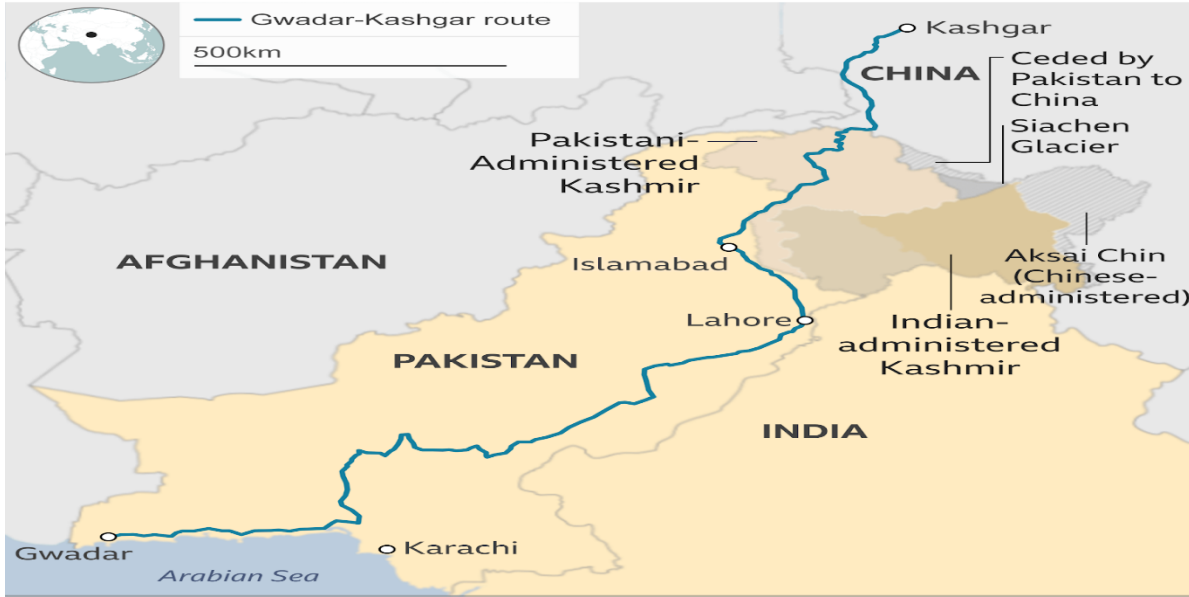 Gwadar-Kashgar route
500km
Kashgar
CHINA
Ceded by
Pakistan to
China
Siachen
Glacier
Pakistani-
Administered
Kashmir
AFGHANISTAN
Islamabad
Aksai Chin
(Chinese-
administered)
Lahore
Indian-
administered
Kashmir
PAKISTAN
INDIA
Gwadar
Karachi
Arabian Sea